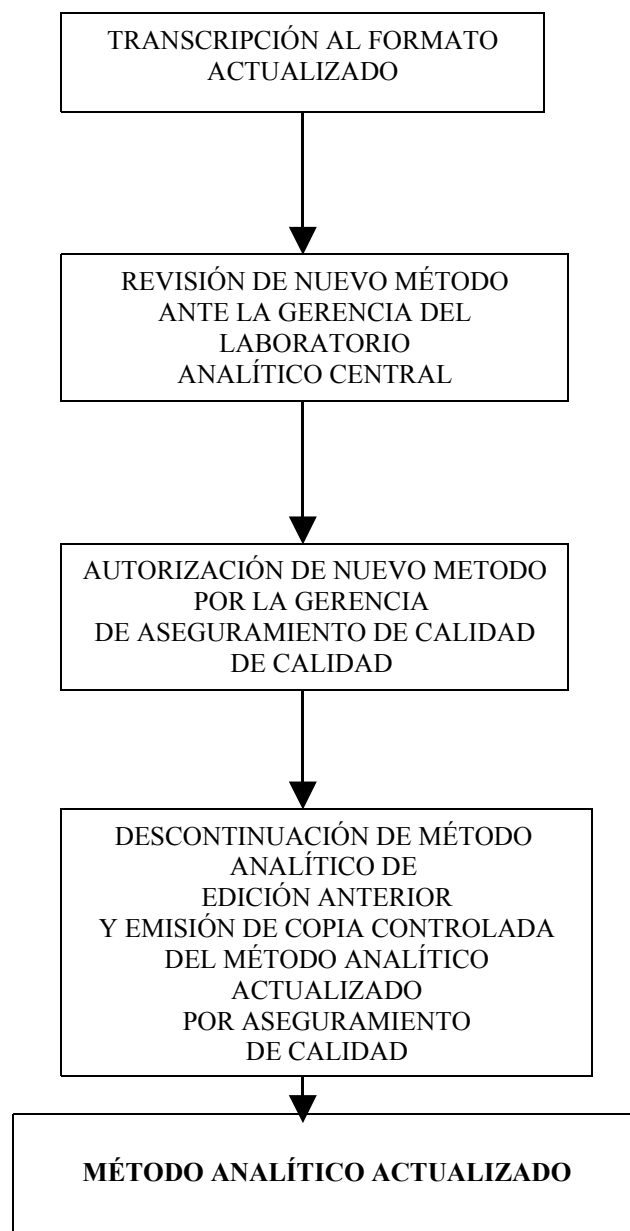 TRANSCRIPCIÓN AL FORMATO
ACTUALIZADO
REVISIÓN DE NUEVO MÉTODO
ANTE LA GERENCIA DEL
LABORATORIO
ANALÍTICO CENTRAL
AUTORIZACIÓN DE NUEVO METODO
POR LA GERENCIA
DE ASEGURAMIENTO DE CALIDAD
DE CALIDAD
DESCONTINUACIÓN DE MÉTODO
ANALÍTICO DE
EDICIÓN ANTERIOR
Y EMISIÓN DE COPIA CONTROLADA
DEL MÉTODO ANALÍTICO
ACTUALIZADO
POR ASEGURAMIENTO
DE CALIDAD
MÉTODO ANALÍTICO ACTUALIZADO